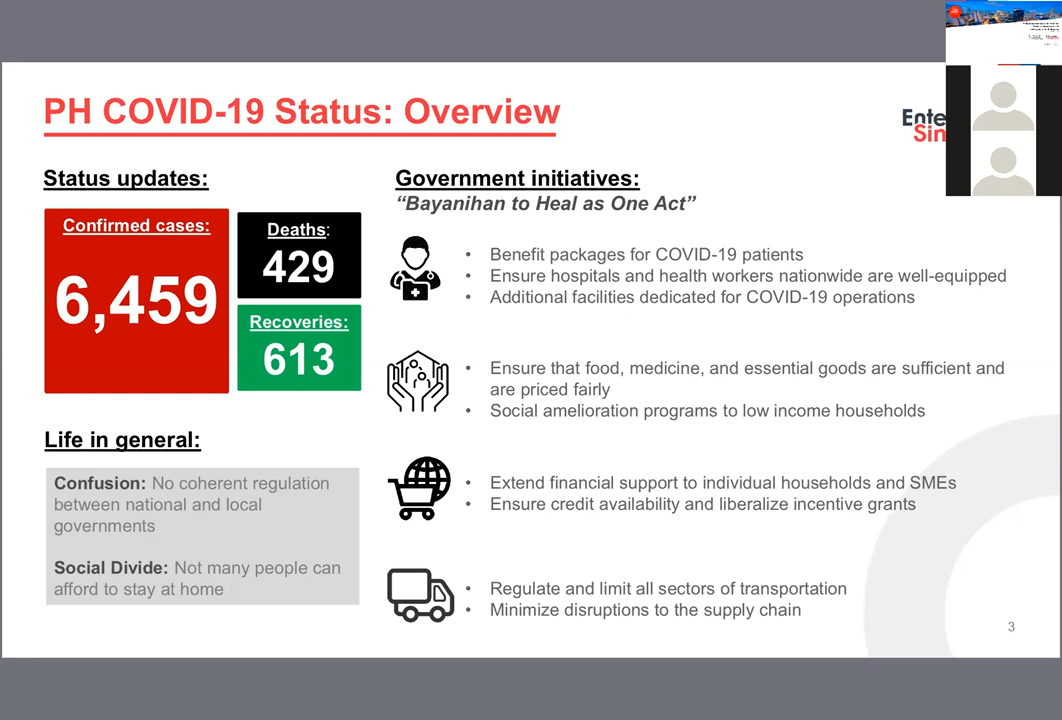 PH COVID-19 Status: Overview
Status updates:
Confirmed cases:
6,459
Deaths:
429
Recoveries:
613
Life in general:
Confusion: No coherent regulation
between national and local
governments
Social Divide: Not many people can
afford to stay at home
Government initiatives:
“Bayanihan to Heal as One Act”
• Benefit packages for COVID-19 patients
• Ensure hospitals and health workers nationwide are well-equipped
• Additional facilities dedicated for COVID-19 operations
• Ensure that food, medicine, and essential goods are sufficient and
are priced fairly
• Social amelioration programs to low income households
• Extend financial support to individual households and SMEs
• Ensure credit availability and liberalize incentive grants
• Regulate and limit all sectors of transportation
• Minimize disruptions to the supply chain
Ente
Sin
3